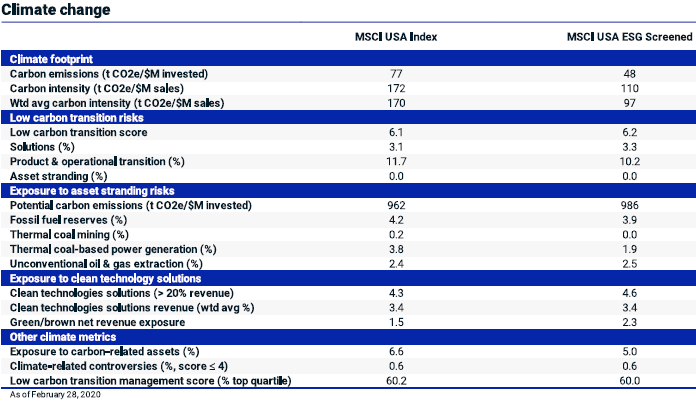 Climate change
MSCI USA Index MSCI USA ESG Screened
Climate footprint
Carbon emissions (t CO2e/$M invested) 77 48
Carbon intensity (t CO2e/$M sales) 172 110
Wtd avg carbon intensity (t CO2e/$M sales) 170 97
Low carbon transition risks
Low carbon transition score 6.1 6.2
Solutions (%) 3.1 3.3
Product & operational transition (%) 11.7 10.2
Asset stranding (%) 0.0 0.0
Exposure to asset stranding risks
Potential carbon emissions (t CO2e/$M invested) 962 986
Fossil fuel reserves (%) 4.2 3.9
Thermal coal mining (%) 0.2 0.0
Thermal coal-based power generation (%) 3.8 1.9
Unconventional oil & gas extraction (%) 2.4 2.5
Exposure to clean technology solutions
Clean technologies solutions (> 20% revenue) 4.3 4.6
Clean technologies solutions revenue (wtd avg %) 3.4 3.4
Green/brown net revenue exposure 1.5 2.3
Other climate metrics
Exposure to carbon-related assets (%) 6.6 5.0
Climate-related controversies (%, score ≤ 4) 0.6 0.6
Low carbon transition management score (% top quartile) 60.2 60.0
As of February 28, 2020